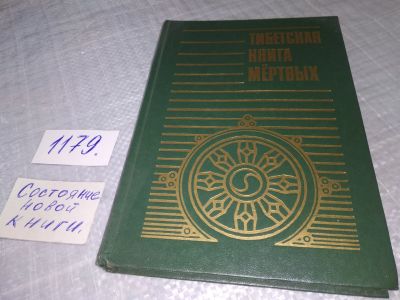 ТИБЕТСКАЯ
КНИГА
МЁРТВЫХ
1179.
Состояние
новой
книги.